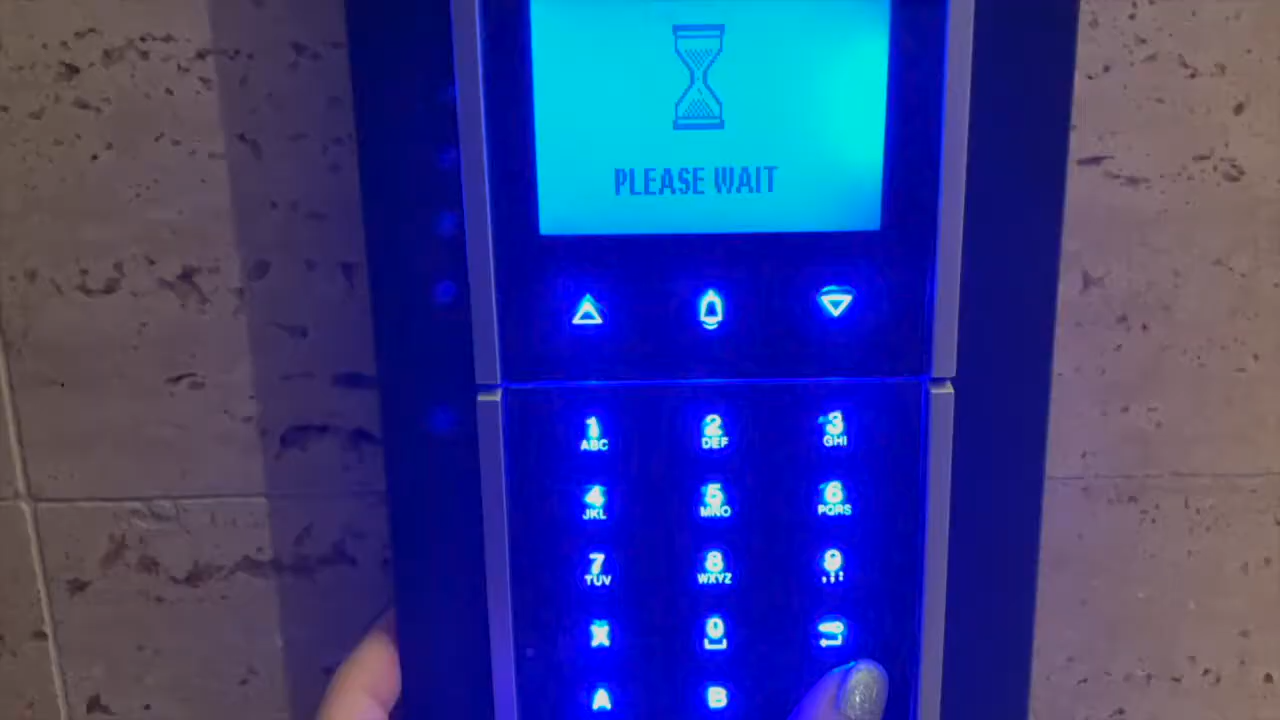 PLEASE WAIT
1 2 3
ABC DEF GHI
4 5 6
JKL MNO PQRS
7 8 9
TUV WXYZ ,:;
X 0
A B